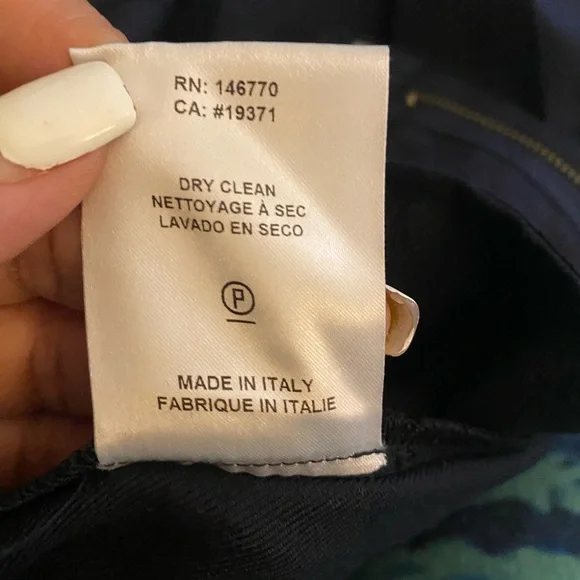 RN: 146770
CA: #19371
DRY CLEAN
NETTOYAGE À SEC
LAVADO EN SECO
P
MADE IN ITALY
FABRIQUE IN ITALIE